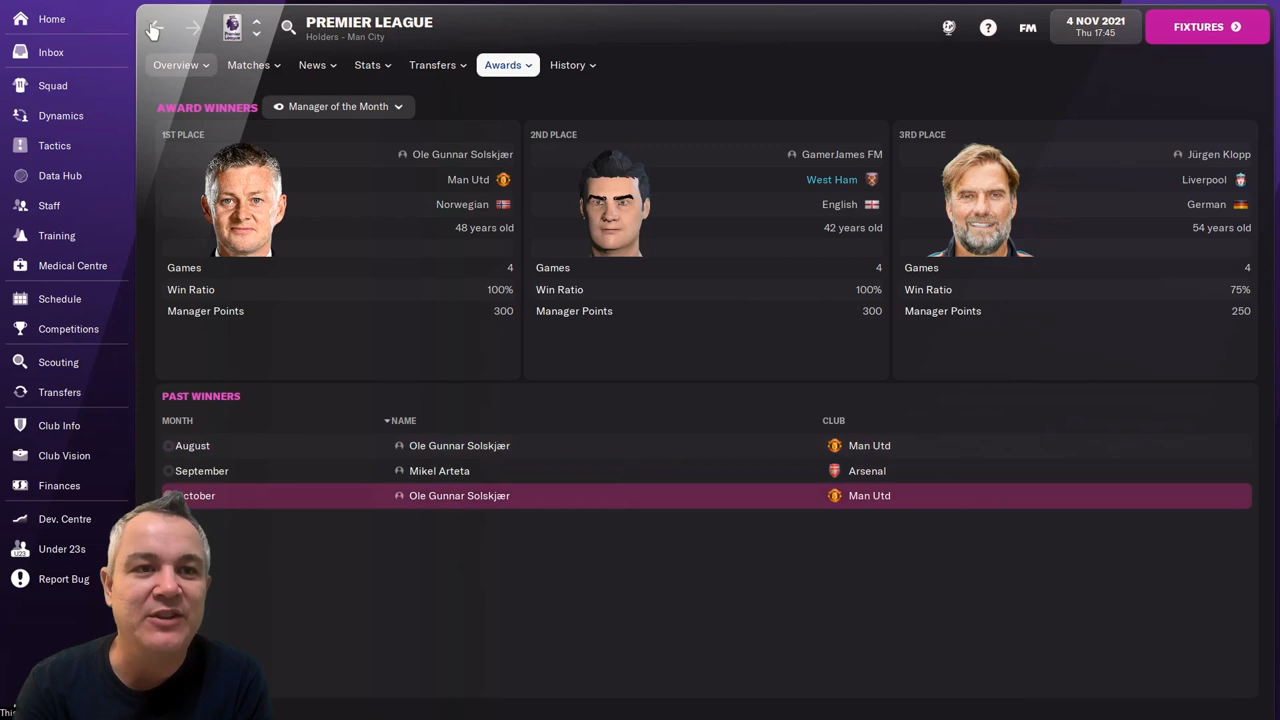 Home
Inbox
Squad
Dynamics
Tactics
Data Hub
Staff
Training
Medical Centre
Schedule
Competitions
Scouting
Transfers
Club Info
Club Vision
Finances
Dev. Centre
U23
Under 23s
Report Bug
PREMIER LEAGUE
Holders - Man City
?
FM
4 NOV 2021
Thu 17:45
FIXTURES
Overview
Matches
News
Stats
Transfers
Awards
History
AWARD WINNERS
Manager of the Month
1ST PLACE
Ole Gunnar Solskjær
Man Utd
Norwegian
48 years old
Games 4
Win Ratio 100%
Manager Points 300
2ND PLACE
GamerJames FM
West Ham
English
42 years old
Games 4
Win Ratio 100%
Manager Points 300
3RD PLACE
Jürgen Klopp
Liverpool
German
54 years old
Games 4
Win Ratio 75%
Manager Points 250
PAST WINNERS
MONTH NAME CLUB
August Ole Gunnar Solskjær Man Utd
September Mikel Arteta Arsenal
October Ole Gunnar Solskjær Man Utd
This